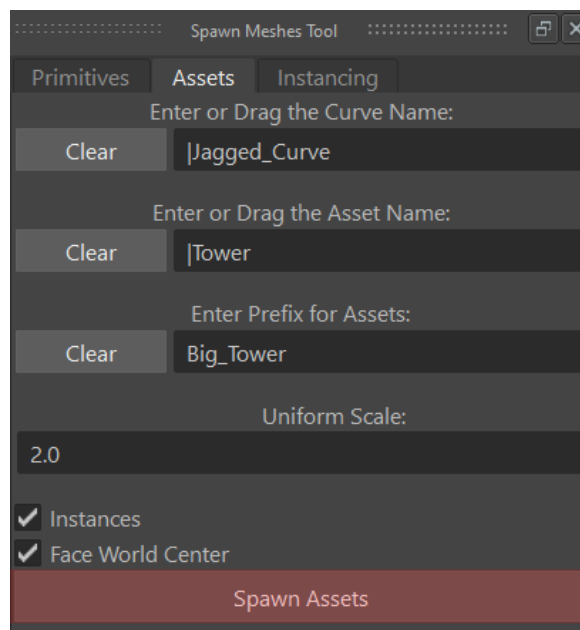 Spawn Meshes Tool
Primitives Assets Instancing
Enter or Drag the Curve Name:
Clear |Jagged_Curve
Enter or Drag the Asset Name:
Clear |Tower
Enter Prefix for Assets:
Clear Big_Tower
Uniform Scale:
2.0
Instances
Face World Center
Spawn Assets